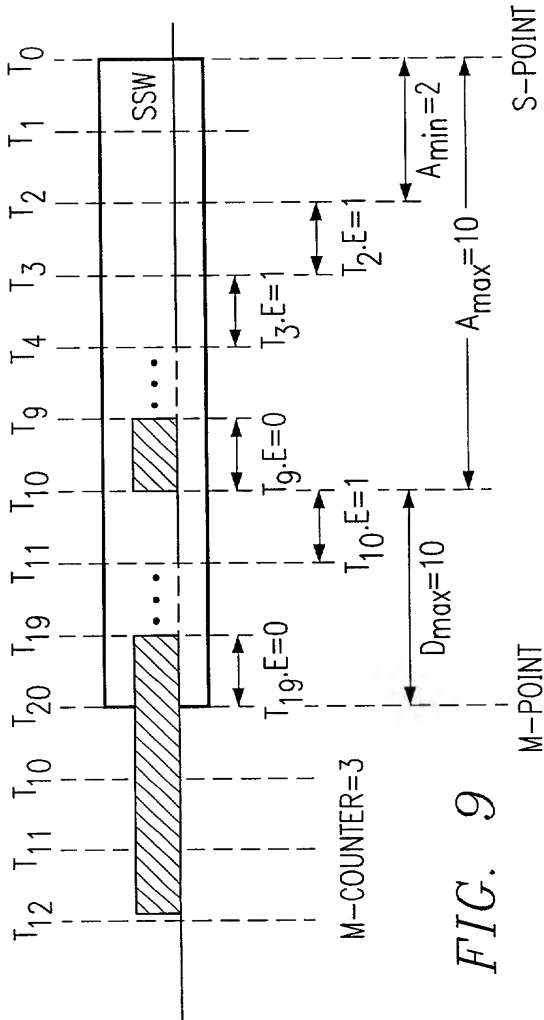 T12 T11 T10 T20 T19 T11 T10 T9 T4 T3 T2 T1 T0
SSW
T19.E=0 T9.E=0 T3.E=1
M-COUNTER=3 T10.E=1 T2.E=1
Dmax=10 Amin=2
Amax=10
M-POINT S-POINT
FIG. 9